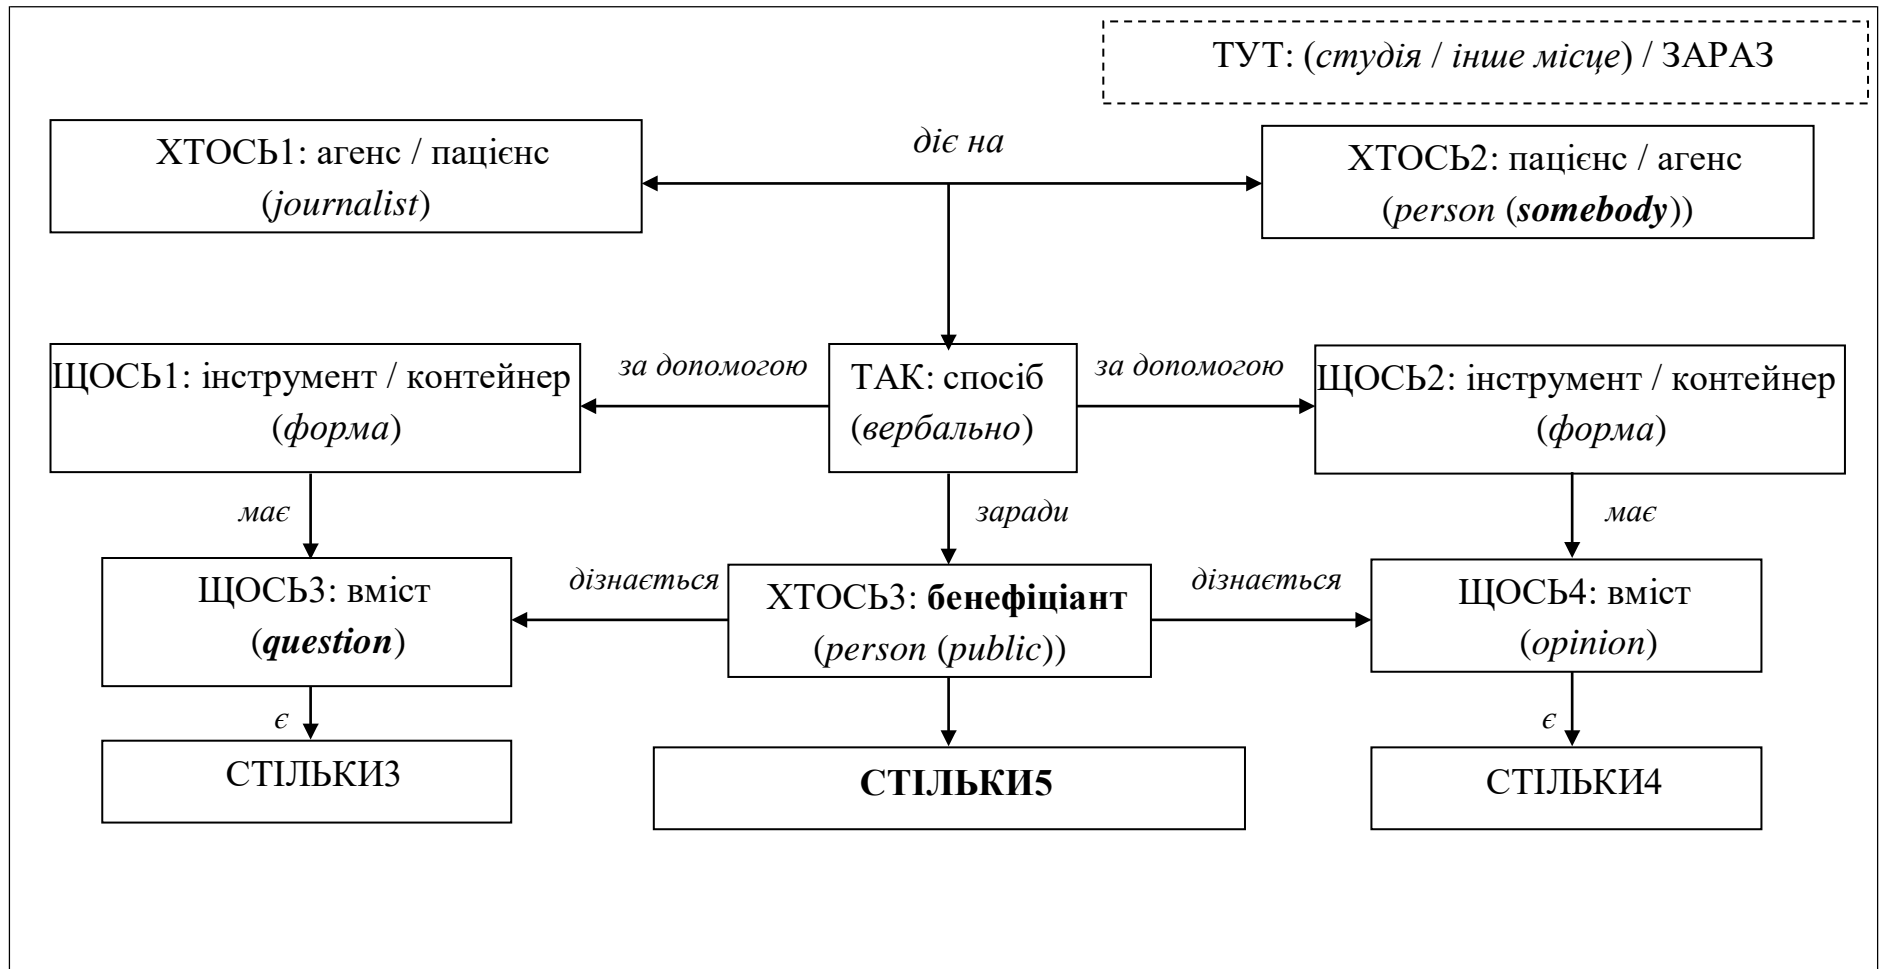 ТУТ: (студія / інше місце) / ЗАРАЗ
ХТОСЬ1: агенс / пацієнс
(journalist)
діє на
ХТОСЬ2: пацієнс / агенс
(person (somebody))
ЩОСЬ1: інструмент / контейнер
(форма)
за допомогою
ТАК: спосіб
(вербально)
за допомогою
ЩОСЬ2: інструмент / контейнер
(форма)
має
заради
має
ЩОСЬ3: вміст
(question)
дізнається
ХТОСЬ3: бенефіціант
(person (public))
дізнається
ЩОСЬ4: вміст
(opinion)
є
є
СТІЛЬКИ3
СТІЛЬКИ5
СТІЛЬКИ4